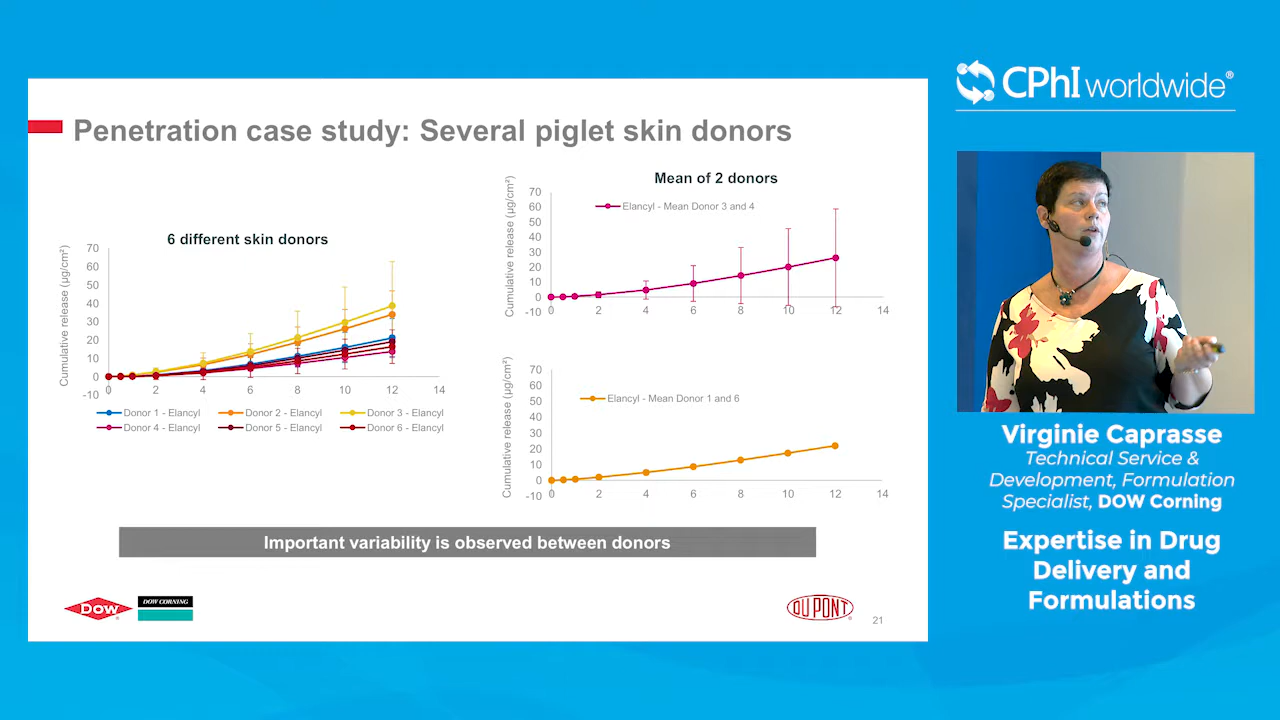 CPhI worldwide®
Penetration case study: Several piglet skin donors
6 different skin donors
Cumulative release (µg/cm²)
70
60
50
40
30
20
10
0
-10
0 2 4 6 8 10 12 14
Donor 1 - Elancyl Donor 2 - Elancyl Donor 3 - Elancyl
Donor 4 - Elancyl Donor 5 - Elancyl Donor 6 - Elancyl
Mean of 2 donors
Elancyl - Mean Donor 3 and 4
Cumulative release (µg/cm²)
70
60
50
40
30
20
10
0
-10
0 2 4 6 8 10 12 14
Elancyl - Mean Donor 1 and 6
Cumulative release (µg/cm²)
70
60
50
40
30
20
10
0
-10
0 2 4 6 8 10 12 14
Important variability is observed between donors
DOW®
DOW CORNING
DUPONT®
21
Virginie Caprasse
Technical Service &
Development, Formulation
Specialist, DOW Corning
Expertise in Drug
Delivery and
Formulations